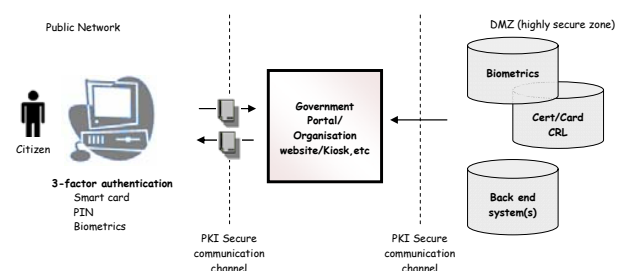 Public Network
DMZ (highly secure zone)
Biometrics
Cert/Card
CRL
Back end
system(s)
Government
Portal/
Organisation
website/Kiosk,etc
Citizen
3-factor authentication
Smart card
PIN
Biometrics
PKI Secure
communication
channel
PKI Secure
communication
channel